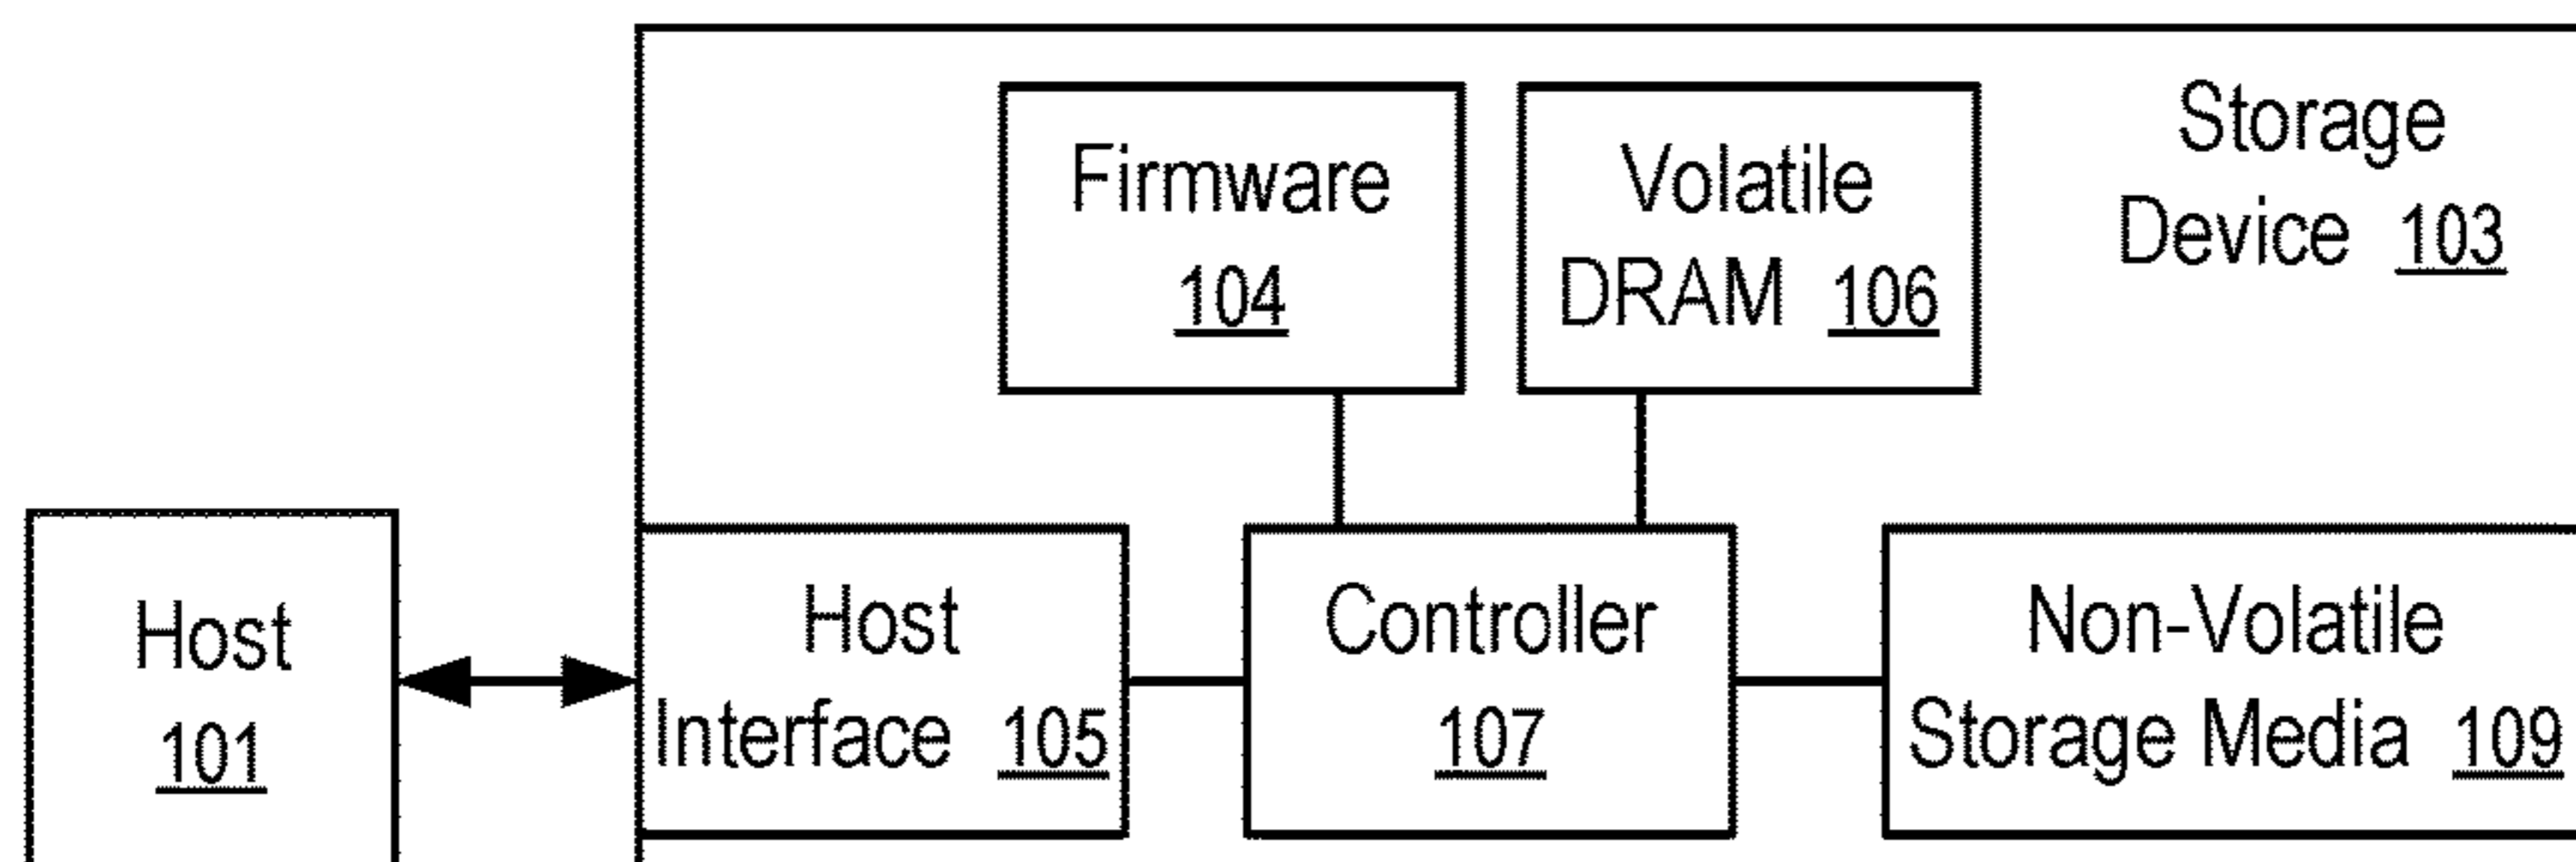 Storage
Device 103
Firmware
104
Volatile
DRAM 106
Host
101
Host
Interface 105
Controller
107
Non-Volatile
Storage Media 109